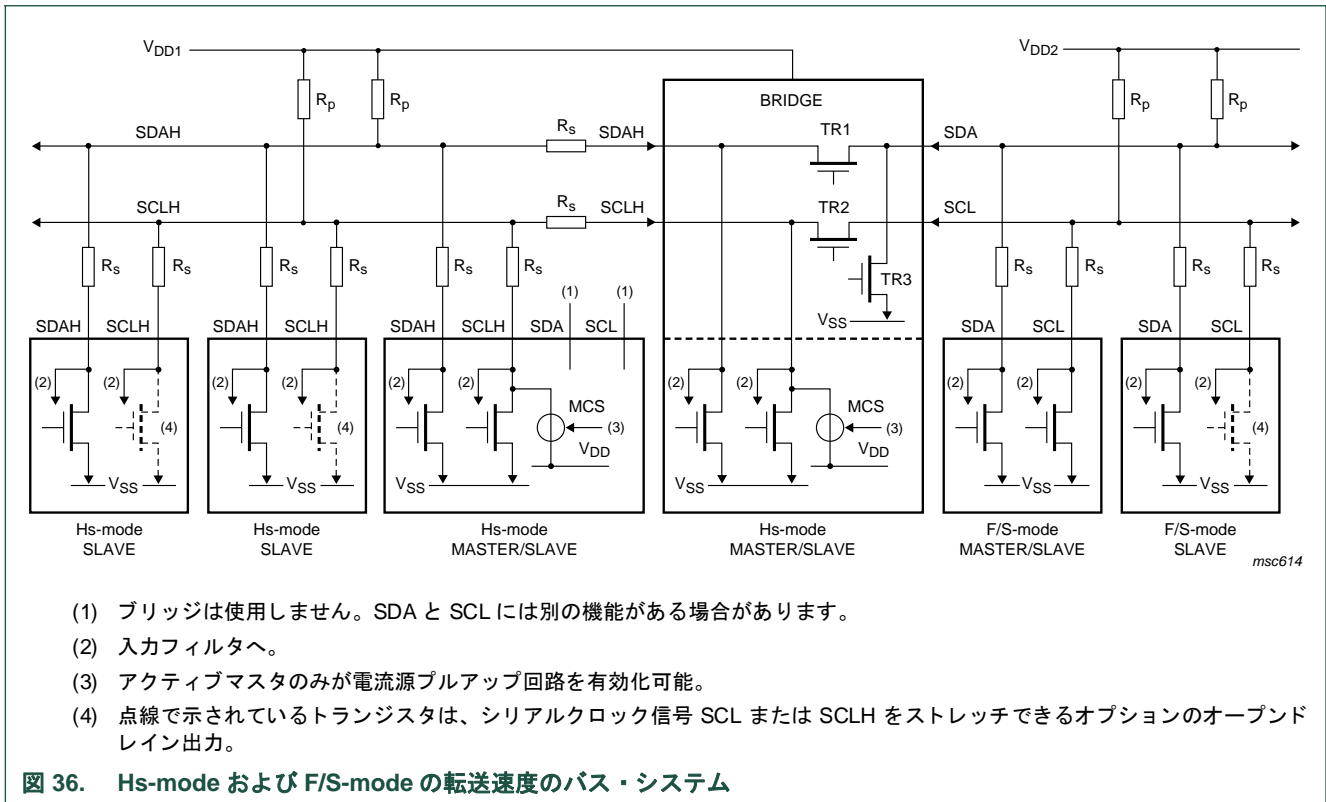 VDD1
VDD2
Rp
Rp
BRIDGE
Rp
Rp
SDAH
Rs
SDAH
TR1
SDA
SCLH
Rs
SCLH
TR2
SCL
Rs
Rs
Rs
Rs
Rs
Rs
TR3
Rs
Rs
Rs
Rs
(1)
(1)
VSS
SDAH
SCLH
SDAH
SCLH
SDAH
SCLH
SDA
SCL
SDA
SCL
SDA
SCL
(2)
(2)
(2)
(2)
(2)
(2)
(2)
(2)
(2)
(2)
(2)
(2)
(4)
(4)
MCS
(3)
MCS
(3)
(4)
VDD
VDD
VSS
VSS
VSS
VSS
VSS
VSS
Hs-mode
SLAVE
Hs-mode
SLAVE
Hs-mode
MASTER/SLAVE
Hs-mode
MASTER/SLAVE
F/S-mode
MASTER/SLAVE
F/S-mode
SLAVE
msc614
(1) ブリッジは使用しません。SDA と SCL には別の機能がある場合があります。
(2) 入力フィルタへ。
(3) アクティブマスタのみが電流源プルアップ回路を有効化可能。
(4) 点線で示されているトランジスタは、シリアルクロック信号 SCL または SCLH をストレッチできるオプションのオープンド
レイン出力。
図 36. Hs-mode および F/S-mode の転送速度のバス・システム